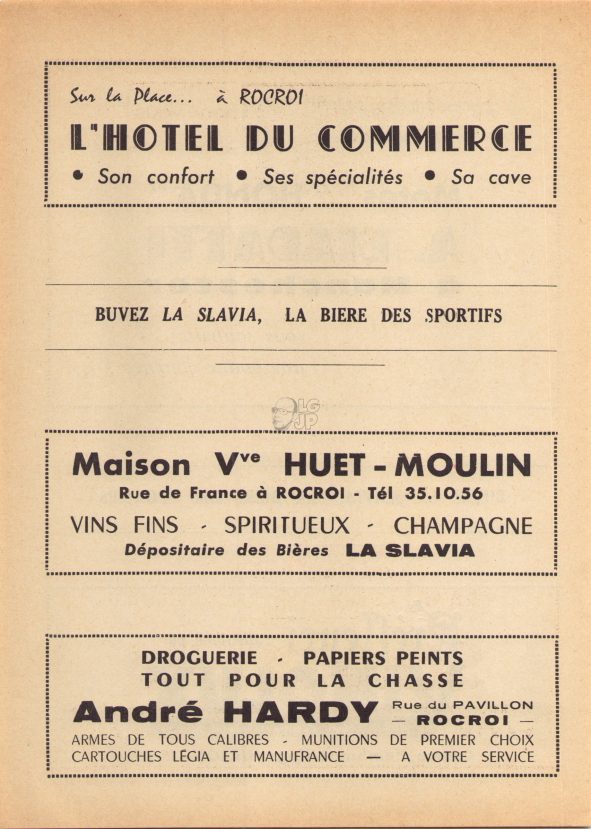 Sur la Place... à ROCROI
L'HOTEL DU COMMERCE
• Son confort • Ses spécialités • Sa cave
BUVEZ LA SLAVIA, LA BIERE DES SPORTIFS
LG
JP
Maison Vve HUET - MOULIN
Rue de France à ROCROI - Tél 35.10.56
VINS FINS - SPIRITUEUX - CHAMPAGNE
Dépositaire des Bières LA SLAVIA
DROGUERIE - PAPIERS PEINTS
TOUT POUR LA CHASSE
André HARDY Rue du PAVILLON
— ROCROI —
ARMES DE TOUS CALIBRES - MUNITIONS DE PREMIER CHOIX
CARTOUCHES LÉGIA ET MANUFRANCE — A VOTRE SERVICE